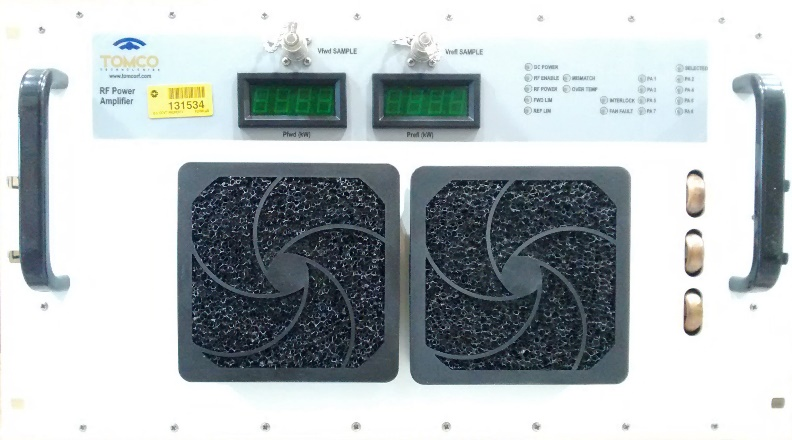 TOMCO
TECHNOLOGIES
www.tomcorf.com
RF Power
Amplifier
131534
Vfwd SAMPLE
Vrefl SAMPLE
Pfwd (kW)
Prefl (kW)
DC POWER
RF ENABLE
MISMATCH
RF POWER
OVER TEMP
FWD LIM
INTERLOCK
REF LIM
FAN FAULT
SELECTED
PA 1
PA 2
PA 3
PA 4
PA 5
PA 6
PA 7
PA 8